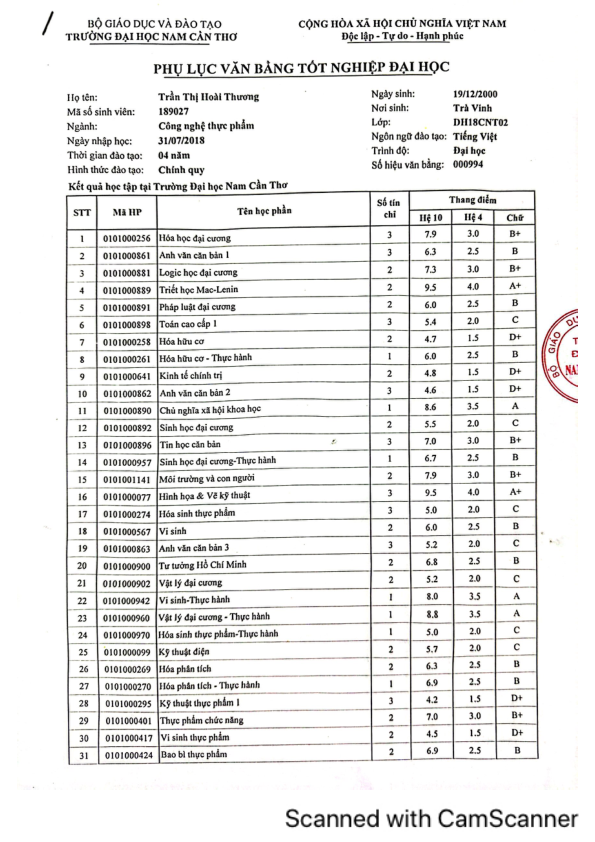 BỘ GIÁO DỤC VÀ ĐÀO TẠO
TRƯỜNG ĐẠI HỌC NAM CẦN THƠ
CỘNG HÒA XÃ HỘI CHỦ NGHĨA VIỆT NAM
Độc lập - Tự do - Hạnh phúc
PHỤ LỤC VĂN BẰNG TỐT NGHIỆP ĐẠI HỌC
Họ tên: Trần Thị Hoài Thương
Mã số sinh viên: 189027
Ngành: Công nghệ thực phẩm
Ngày nhập học: 31/07/2018
Thời gian đào tạo: 04 năm
Hình thức đào tạo: Chính quy
Ngày sinh: 19/12/2000
Nơi sinh: Trà Vinh
Lớp: DH18CNT02
Ngôn ngữ đào tạo: Tiếng Việt
Trình độ: Đại học
Số hiệu văn bằng: 000994
Kết quả học tập tại Trường Đại học Nam Cần Thơ
STT Mã HP Tên học phần Số tín chỉ Thang điểm
Hệ 10 Hệ 4 Chữ
1 0101000256 Hóa học đại cương 3 7.9 3.0 B+
2 0101000861 Anh văn căn bản 1 3 6.3 2.5 B
3 0101000881 Logic học đại cương 2 7.3 3.0 B+
4 0101000889 Triết học Mac-Lenin 2 9.5 4.0 A+
5 0101000891 Pháp luật đại cương 2 6.0 2.5 B
6 0101000898 Toán cao cấp 1 3 5.4 2.0 C
7 0101000258 Hóa hữu cơ 2 4.7 1.5 D+
8 0101000261 Hóa hữu cơ - Thực hành 1 6.0 2.5 B
9 0101000641 Kinh tế chính trị 2 4.8 1.5 D+
10 0101000862 Anh văn căn bản 2 3 4.6 1.5 D+
11 0101000890 Chủ nghĩa xã hội khoa học 1 8.6 3.5 A
12 0101000892 Sinh học đại cương 2 5.5 2.0 C
13 0101000896 Tin học căn bản 3 7.0 3.0 B+
14 0101000957 Sinh học đại cương-Thực hành 1 6.7 2.5 B
15 0101001141 Môi trường và con người 2 7.9 3.0 B+
16 0101000077 Hình họa & Vẽ kỹ thuật 3 9.5 4.0 A+
17 0101000274 Hóa sinh thực phẩm 3 5.0 2.0 C
18 0101000567 Vi sinh 2 6.0 2.5 B
19 0101000863 Anh văn căn bản 3 3 5.2 2.0 C
20 0101000900 Tư tưởng Hồ Chí Minh 2 6.8 2.5 B
21 0101000902 Vật lý đại cương 2 5.2 2.0 C
22 0101000942 Vi sinh-Thực hành 1 8.0 3.5 A
23 0101000960 Vật lý đại cương - Thực hành 1 8.8 3.5 A
24 0101000970 Hóa sinh thực phẩm-Thực hành 1 5.0 2.0 C
25 0101000099 Kỹ thuật điện 2 5.7 2.0 C
26 0101000269 Hóa phân tích 2 6.3 2.5 B
27 0101000270 Hóa phân tích - Thực hành 1 6.9 2.5 B
28 0101000295 Kỹ thuật thực phẩm 1 3 4.2 1.5 D+
29 0101000401 Thực phẩm chức năng 2 7.0 3.0 B+
30 0101000417 Vi sinh thực phẩm 2 4.5 1.5 D+
31 0101000424 Bao bì thực phẩm 2 6.9 2.5 B
BỘ GIÁO DỤ
NAM
Scanned with CamScanner